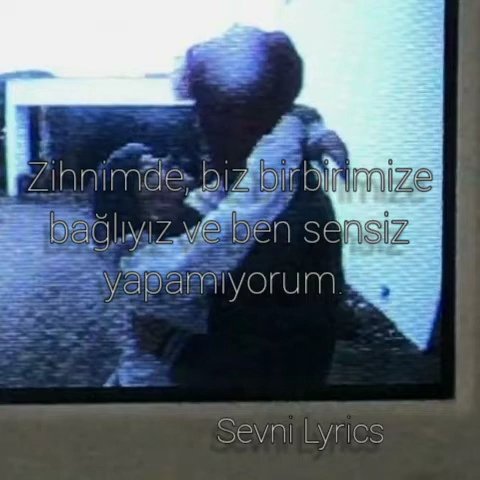 Zihnimde, biz birbirimize
bağlıyız ve ben sensiz
yapamıyorum.
Sevni Lyrics